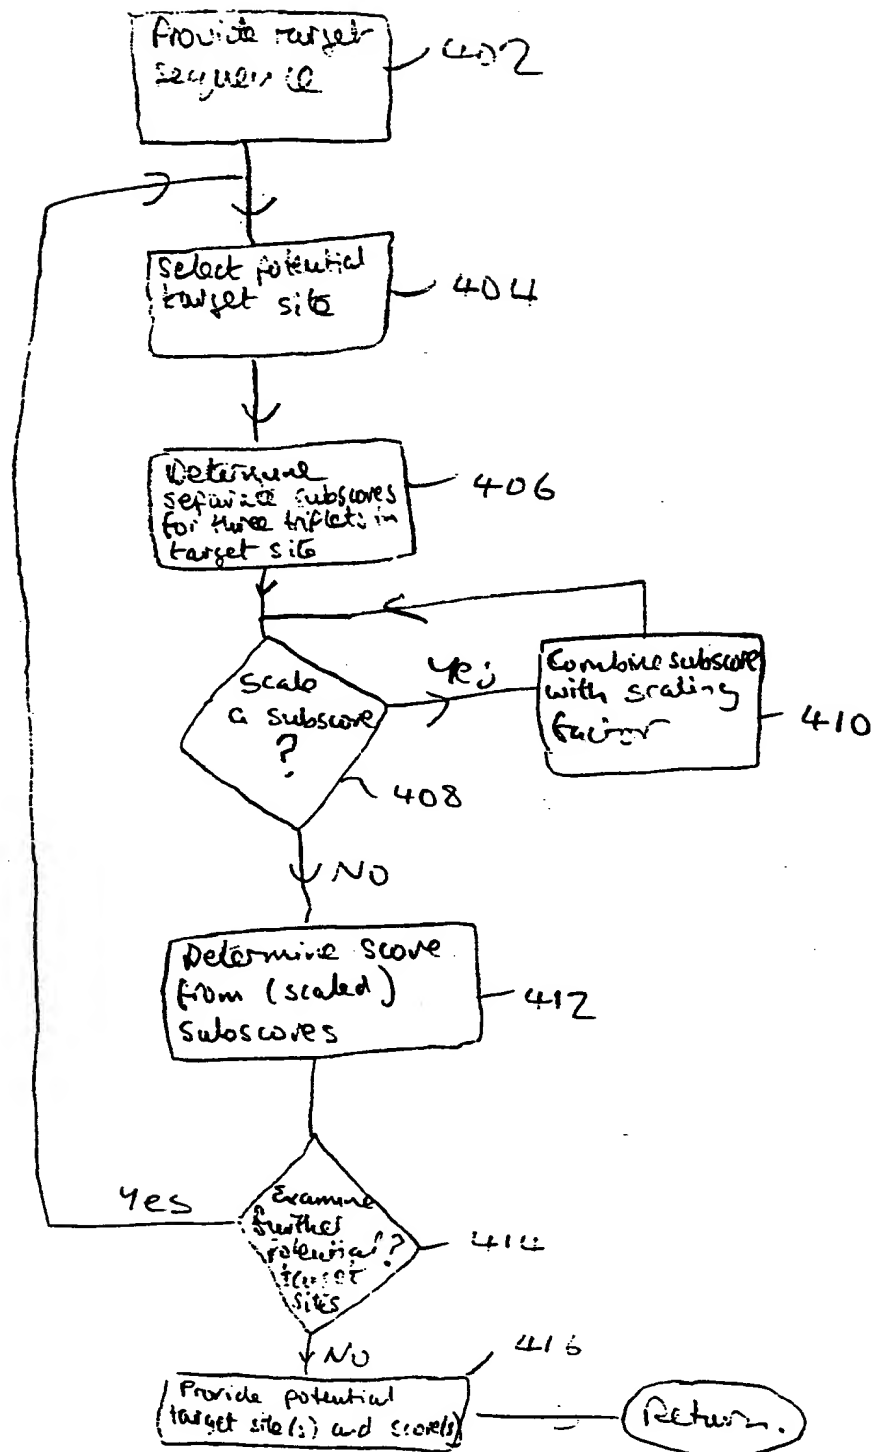 Provide target
sequence
402
Select potential
target site
404
Determine
separate subscores
for three triplets in
target site
406
Scale
a subscore
?
408
Yes
Combine subscore
with scaling
factor
410
NO
Determine score
from (scaled)
subscores
412
Examine
further
potential
target
sites
?
414
Yes
NO
416
Provide potential
target site(s) and score(s)
Return.